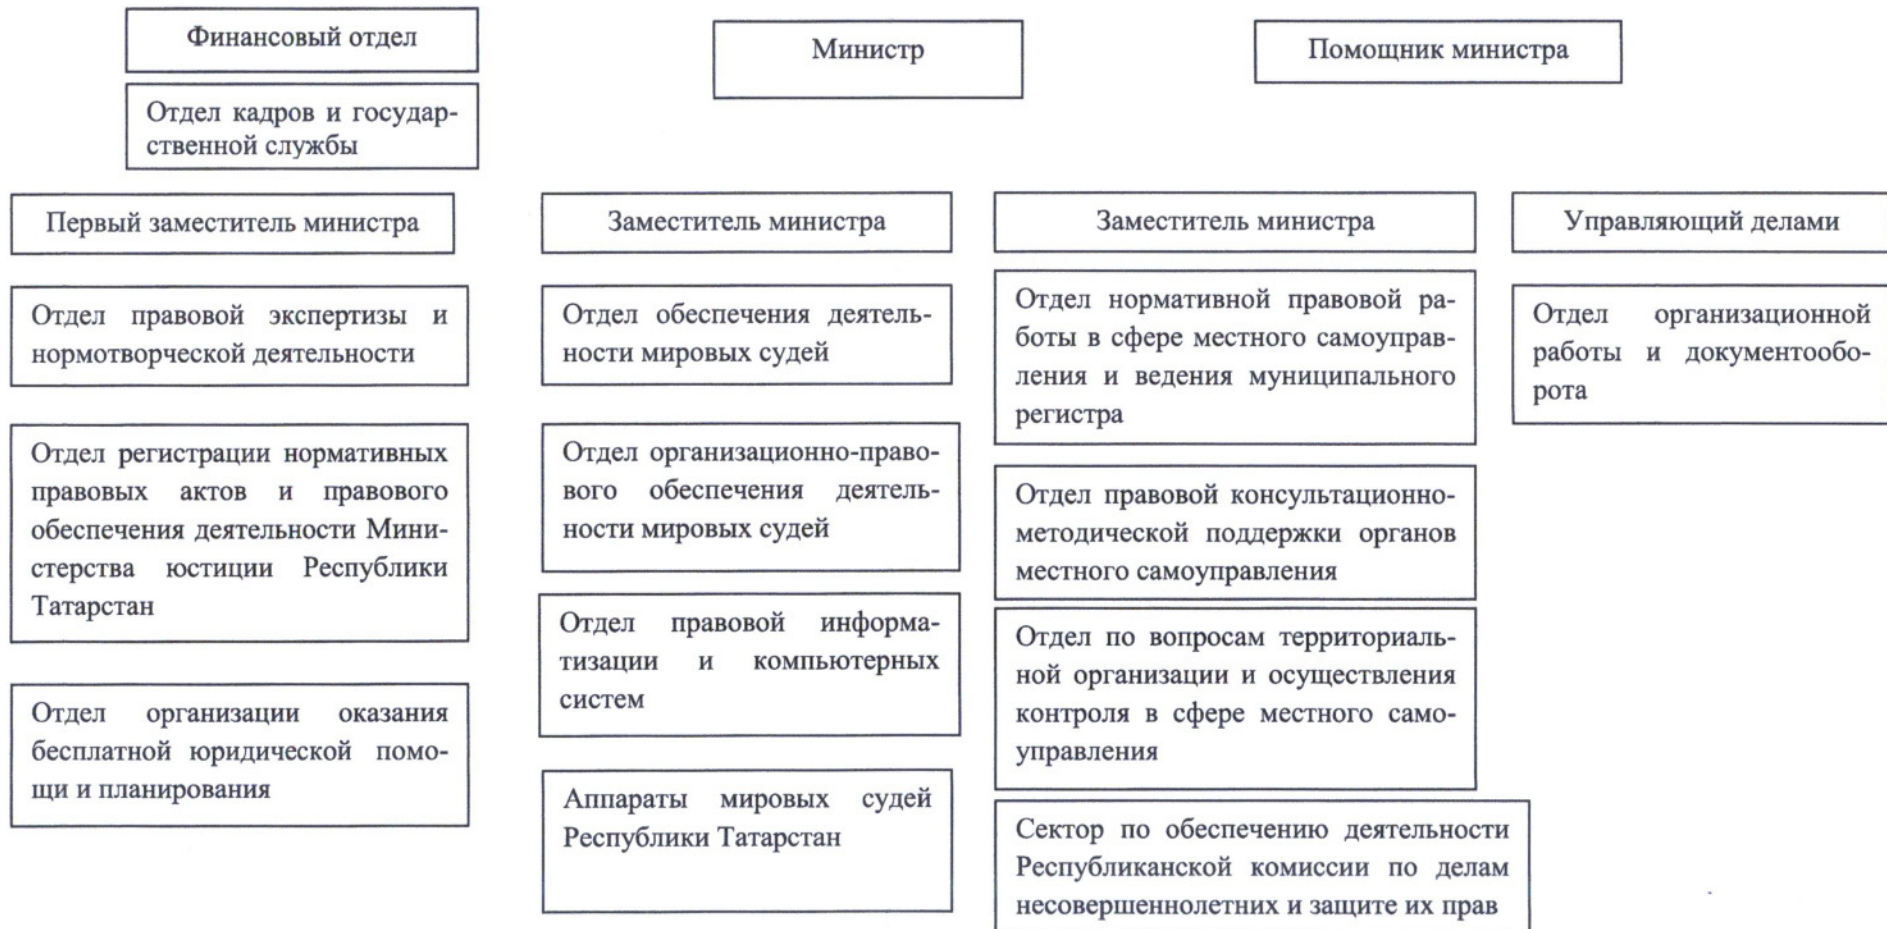 Финансовый отдел
Министр
Помощник министра
Отдел кадров и государ-
ственной службы
Первый заместитель министра
Заместитель министра
Заместитель министра
Управляющий делами
Отдел правовой экспертизы и
нормотворческой деятельности
Отдел регистрации нормативных
правовых актов и правового
обеспечения деятельности Мини-
стерства юстиции Республики
Татарстан
Отдел организации оказания
бесплатной юридической помо-
щи и планирования
Отдел обеспечения деятель-
ности мировых судей
Отдел организационно-право-
вого обеспечения деятель-
ности мировых судей
Отдел правовой информа-
тизации и компьютерных
систем
Аппараты мировых судей
Республики Татарстан
Отдел нормативной правовой ра-
боты в сфере местного самоуправ-
ления и ведения муниципального
регистра
Отдел правовой консультационно-
методической поддержки органов
местного самоуправления
Отдел по вопросам территориаль-
ной организации и осуществления
контроля в сфере местного само-
управления
Сектор по обеспечению деятельности
Республиканской комиссии по делам
несовершеннолетних и защите их прав
Отдел организационной
работы и документообо-
рота